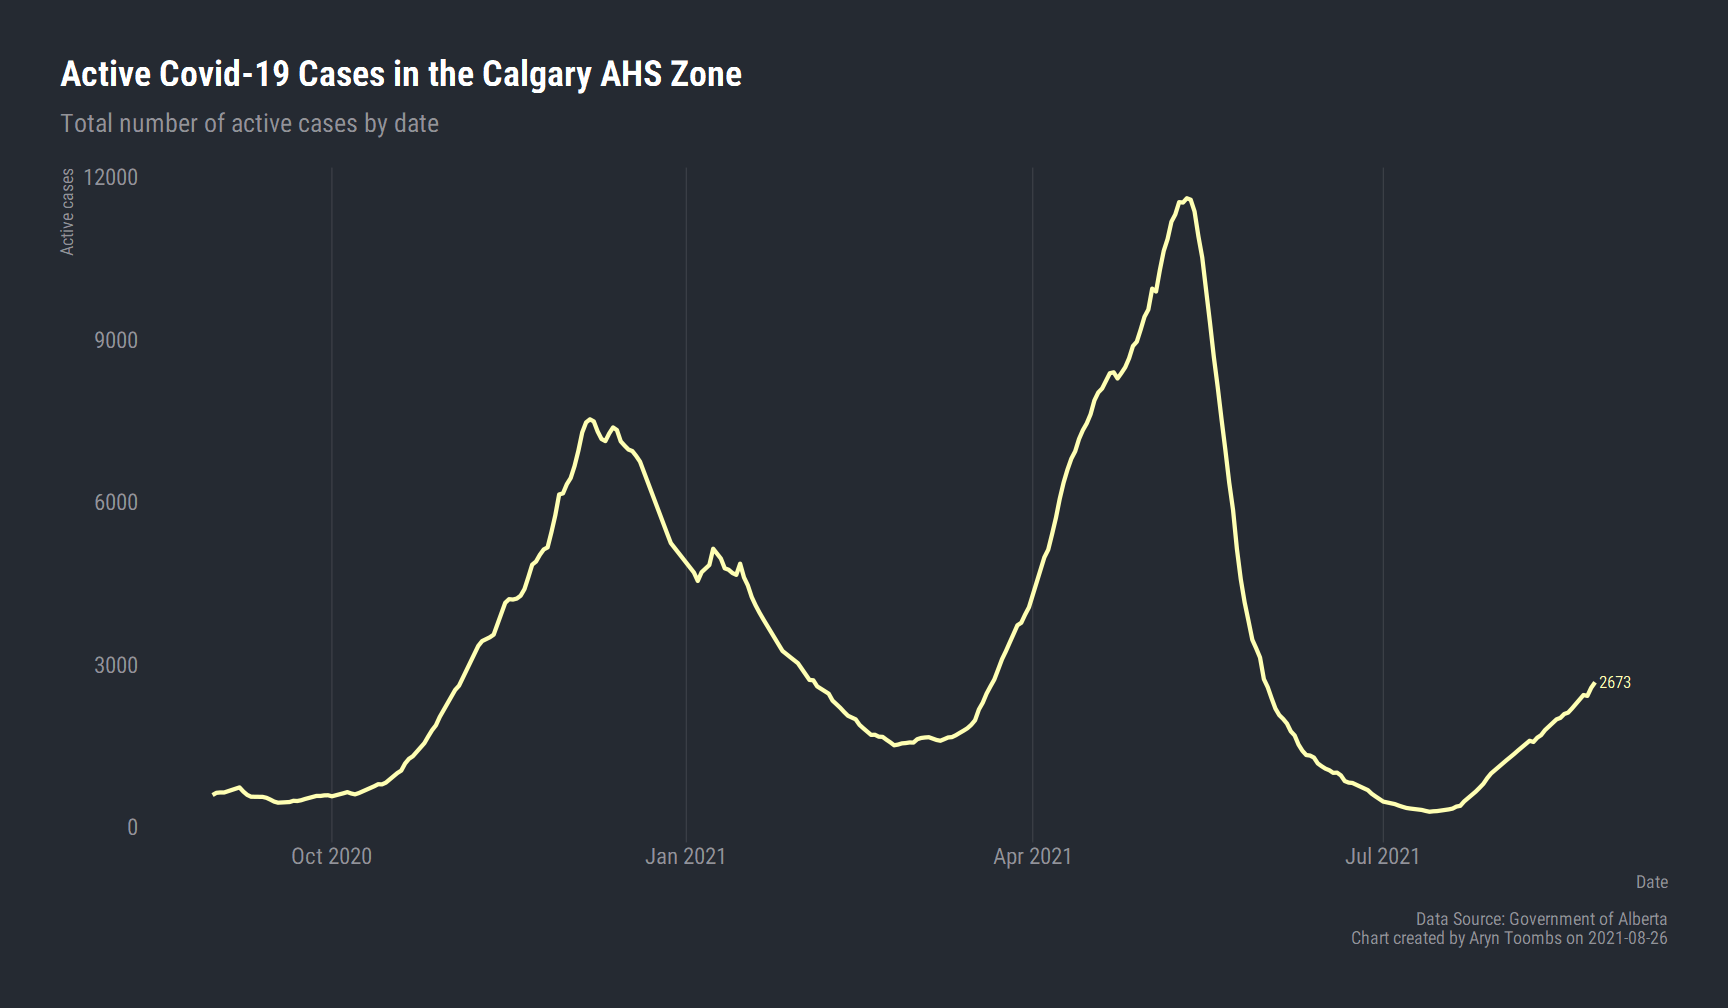 Active Covid-19 Cases in the Calgary AHS Zone
Total number of active cases by date
Active cases
12000
9000
6000
3000
0
2673
Oct 2020
Jan 2021
Apr 2021
Jul 2021
Date
Data Source: Government of Alberta
Chart created by Aryn Toombs on 2021-08-26